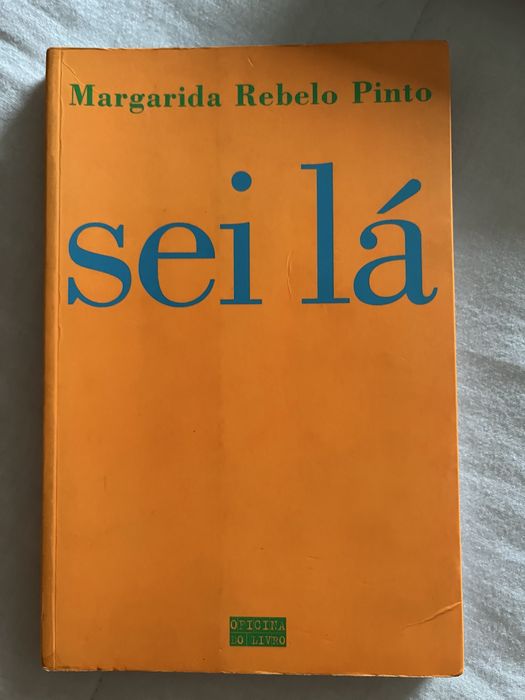 Margarida Rebelo Pinto
sei lá
OFICINA
DO LIVRO